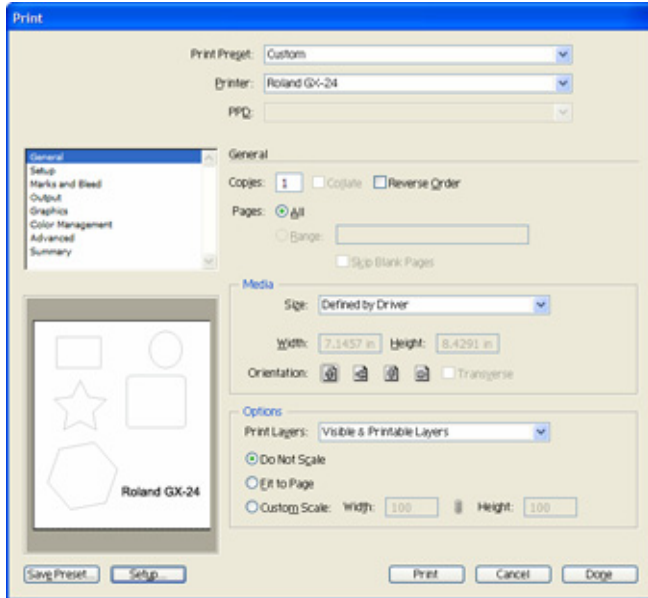 Print
Print Preset: Custom
Printer: Roland GX-24
PPD:
General
Setup
Marks and Bleed
Output
Graphics
Color Management
Advanced
Summary
General
Copies: 1 Collate Reverse Order
Pages: All
Range:
Skip Blank Pages
Media
Size: Defined by Driver
Width: 7.1457 in Height: 8.4291 in
Orientation: Transverse
Options
Print Layers: Visible & Printable Layers
Do Not Scale
Fit to Page
Custom Scale: Width: 100 Height: 100
Roland GX-24
Save Preset... Setup... Print Cancel Done